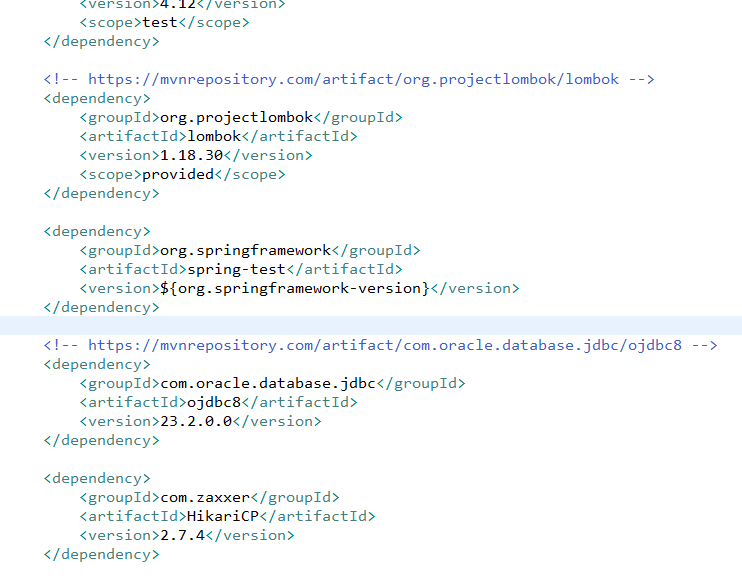 <version>4.12</version>
<scope>test</scope>
</dependency>
<!-- https://mvnrepository.com/artifact/org.projectlombok/lombok -->
<dependency>
<groupId>org.projectlombok</groupId>
<artifactId>lombok</artifactId>
<version>1.18.30</version>
<scope>provided</scope>
</dependency>
<dependency>
<groupId>org.springframework</groupId>
<artifactId>spring-test</artifactId>
<version>${org.springframework-version}</version>
</dependency>
<!-- https://mvnrepository.com/artifact/com.oracle.database.jdbc/ojdbc8 -->
<dependency>
<groupId>com.oracle.database.jdbc</groupId>
<artifactId>ojdbc8</artifactId>
<version>23.2.0.0</version>
</dependency>
<dependency>
<groupId>com.zaxxer</groupId>
<artifactId>HikariCP</artifactId>
<version>2.7.4</version>
</dependency>